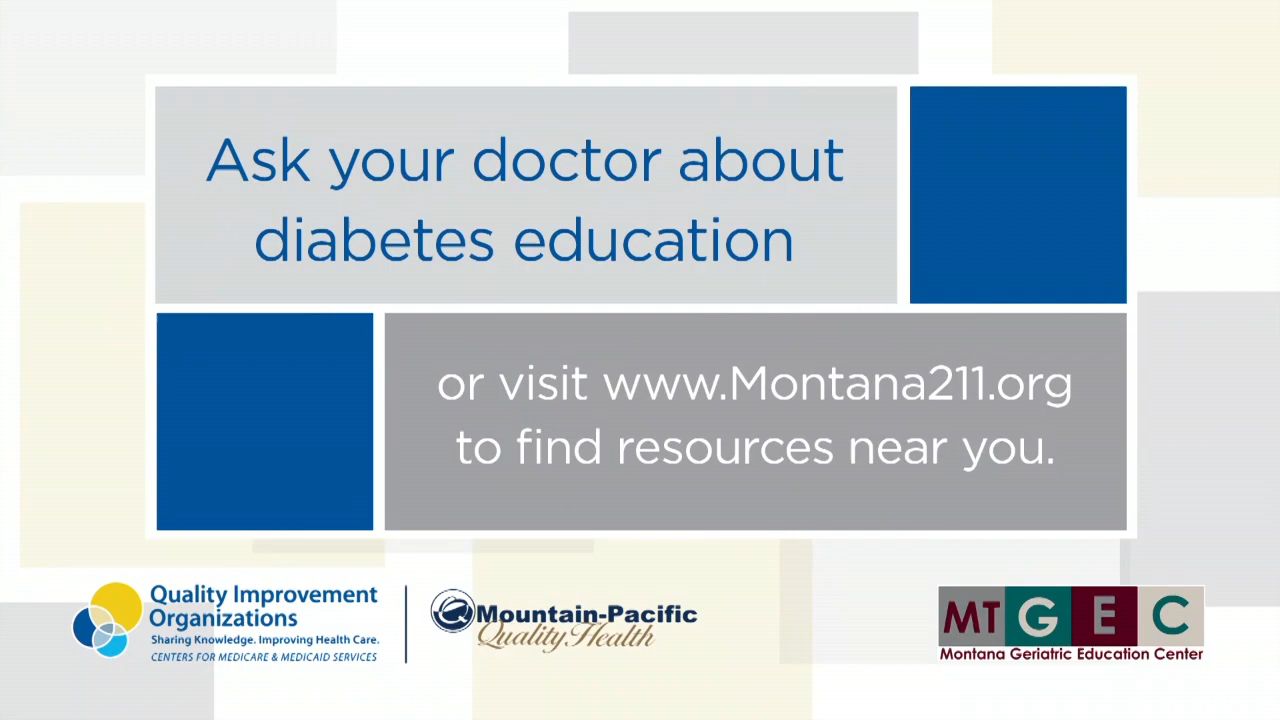 Ask your doctor about
diabetes education
or visit www.Montana211.org
to find resources near you.
Quality Improvement
Organizations
Sharing Knowledge. Improving Health Care.
CENTERS FOR MEDICARE & MEDICAID SERVICES
Mountain-Pacific
Quality Health
MT G E C
Montana Geriatric Education Center